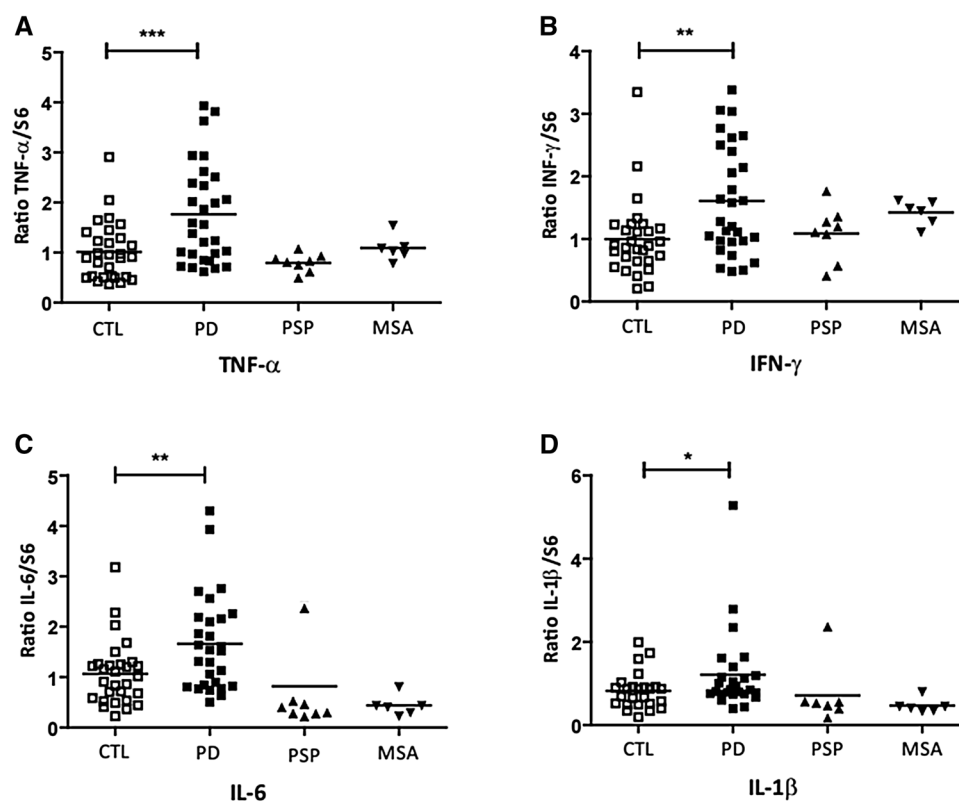 A
***
5
4
3
2
1
0
Ratio TNF-α/S6
CTL PD PSP MSA
TNF-α
B
**
4
3
2
1
0
Ratio INF-γ/S6
CTL PD PSP MSA
IFN-γ
C
**
5
4
3
2
1
0
Ratio IL-6/S6
CTL PD PSP MSA
IL-6
D
*
6
4
2
0
Ratio IL-1β/S6
CTL PD PSP MSA
IL-1β